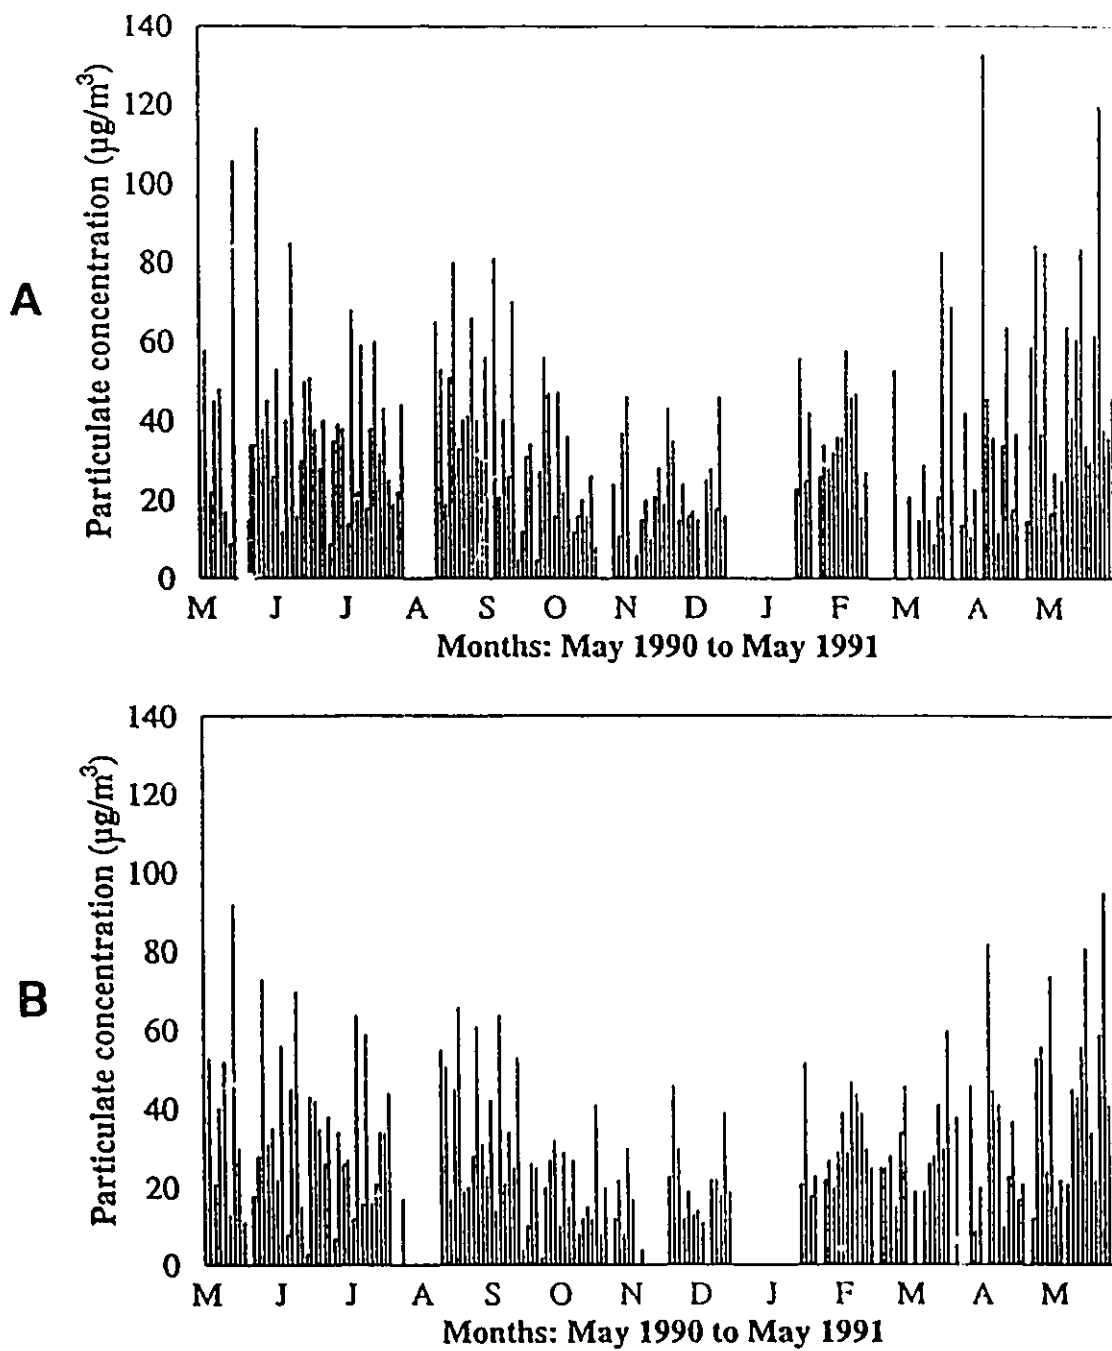 A
Particulate concentration (µg/m³)
140
120
100
80
60
40
20
0
M J J A S O N D J F M A M
Months: May 1990 to May 1991
B
Particulate concentration (µg/m³)
140
120
100
80
60
40
20
0
M J J A S O N D J F M A M
Months: May 1990 to May 1991